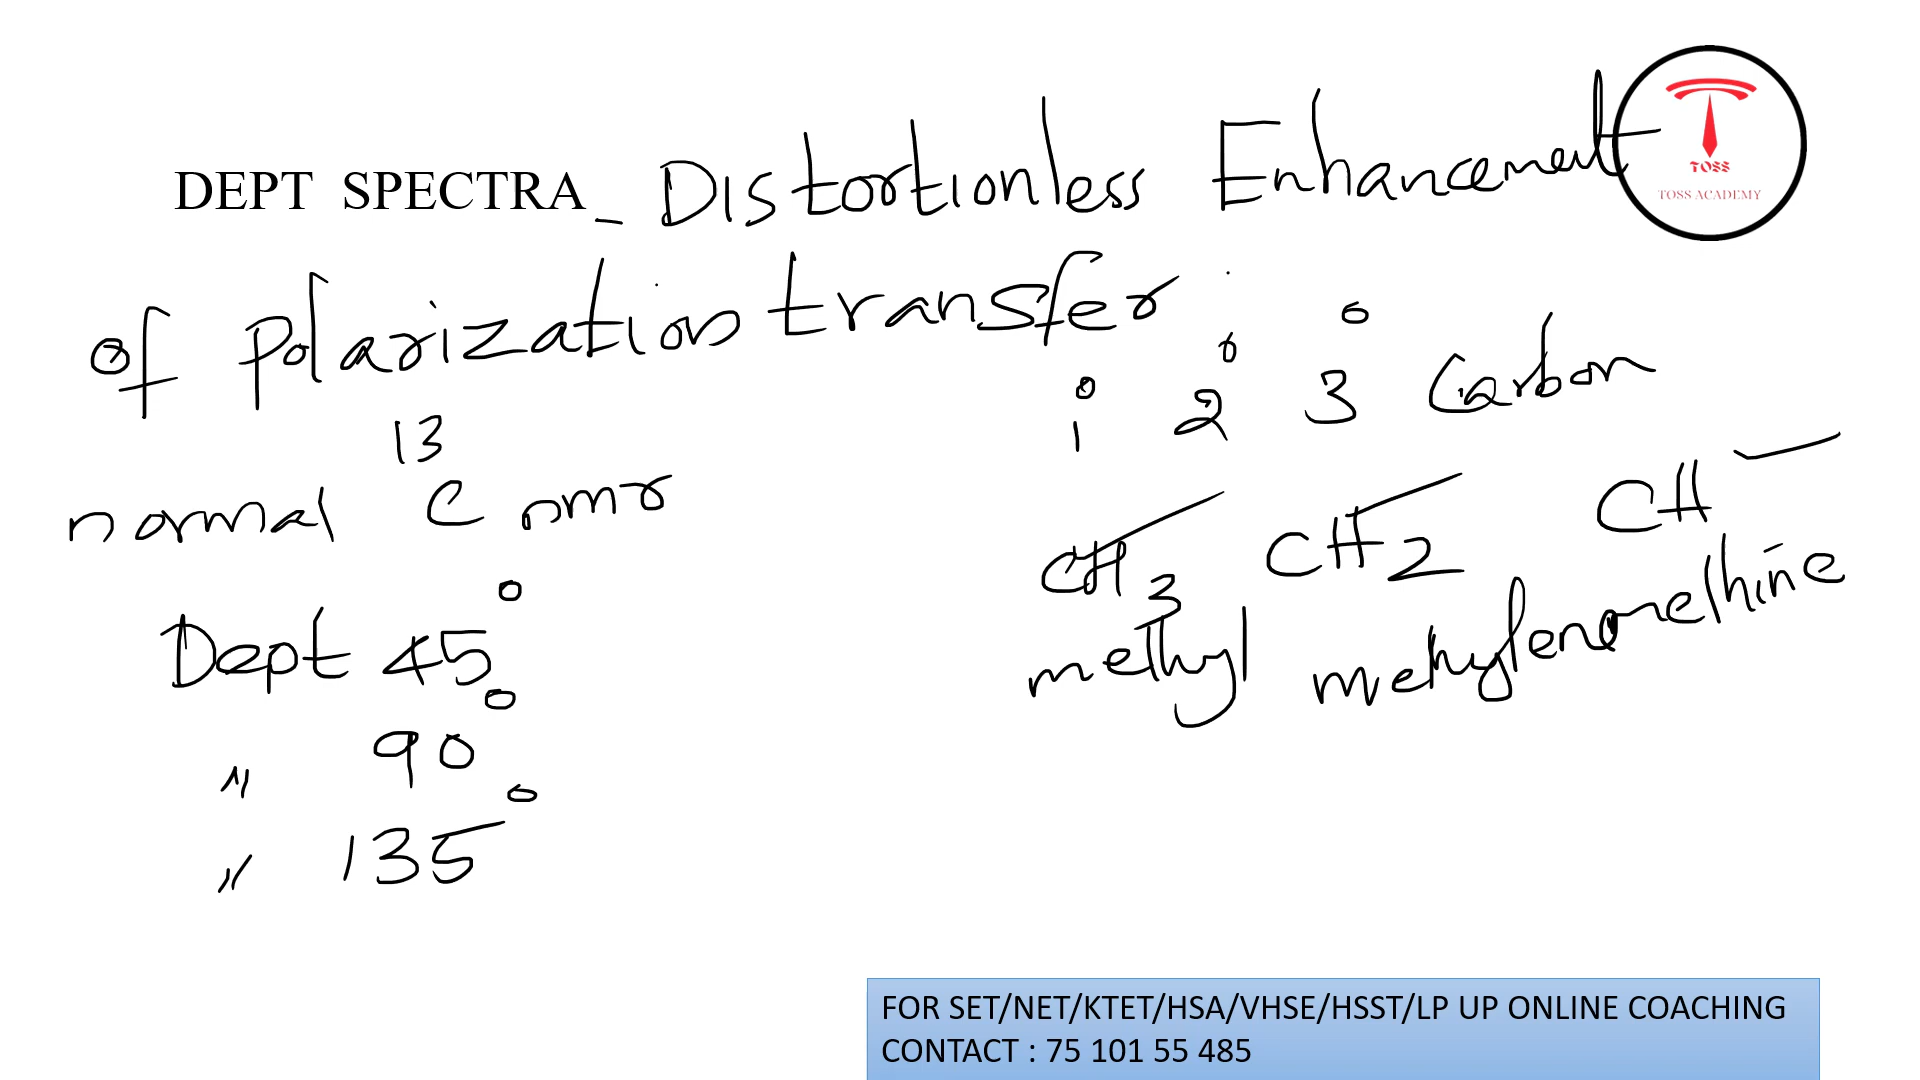 DEPT SPECTRA - Distortionless Enhancement
TOSS
TOSS ACADEMY
of polarization transfer
1° 2° 3° Carbon
normal 13C nmr
CH3 CH2 CH
methyl methylene methine
Dept 45°
" 90°
" 135°
FOR SET/NET/KTET/HSA/VHSE/HSST/LP UP ONLINE COACHING
CONTACT : 75 101 55 485